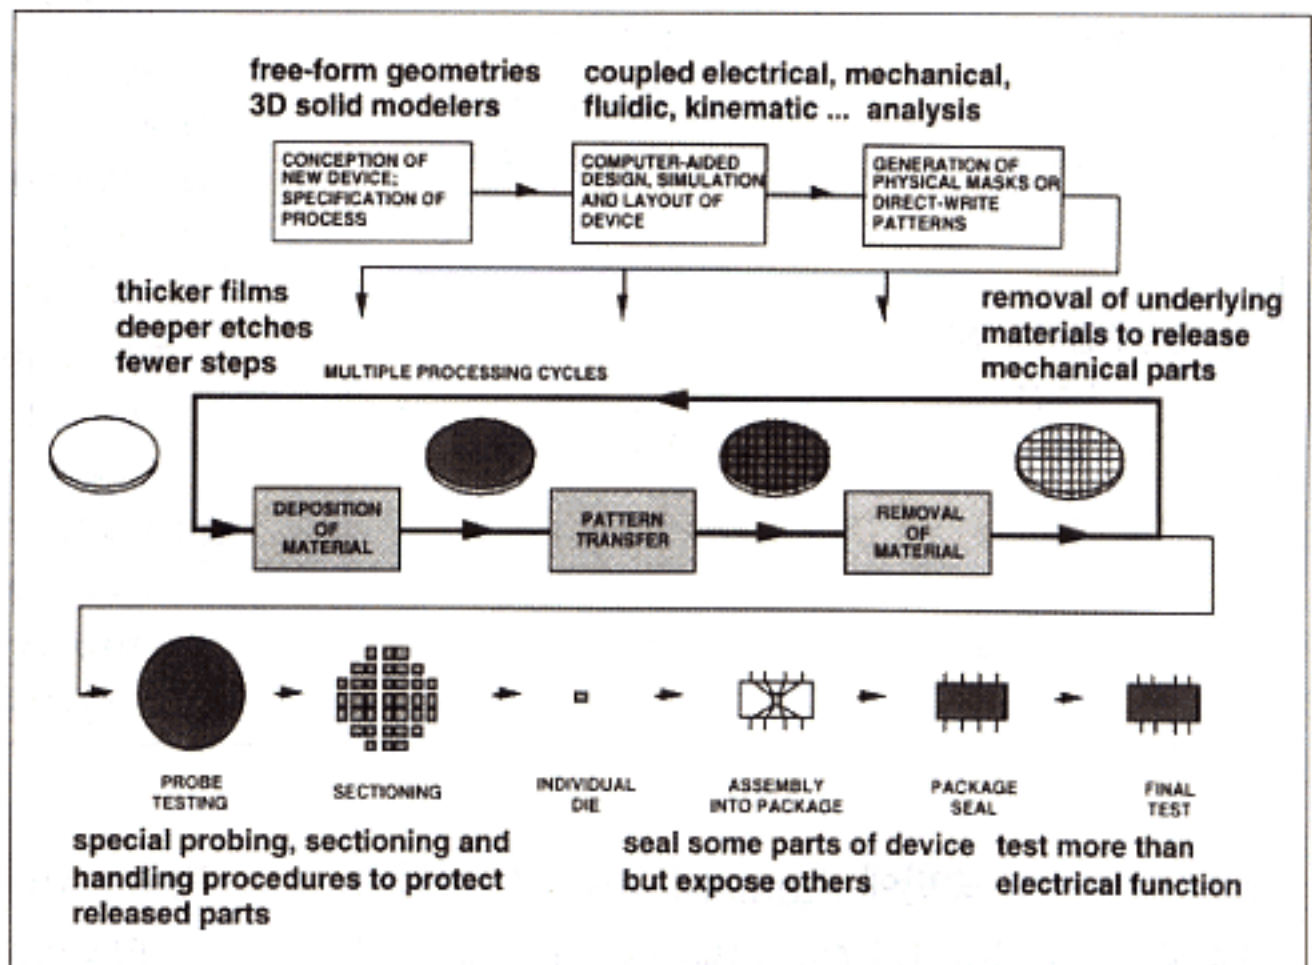 free-form geometries
3D solid modelers
coupled electrical, mechanical,
fluidic, kinematic ... analysis
CONCEPTION OF
NEW DEVICE;
SPECIFICATION OF
PROCESS
COMPUTER-AIDED
DESIGN, SIMULATION
AND LAYOUT OF
DEVICE
GENERATION OF
PHYSICAL MASKS OR
DIRECT-WRITE
PATTERNS
thicker films
deeper etches
fewer steps
removal of underlying
materials to release
mechanical parts
MULTIPLE PROCESSING CYCLES
DEPOSITION
OF
MATERIAL
PATTERN
TRANSFER
REMOVAL
OF
MATERIAL
PROBE
TESTING
SECTIONING
INDIVIDUAL
DIE
ASSEMBLY
INTO PACKAGE
PACKAGE
SEAL
FINAL
TEST
special probing, sectioning and
handling procedures to protect
released parts
seal some parts of device
but expose others
test more than
electrical function